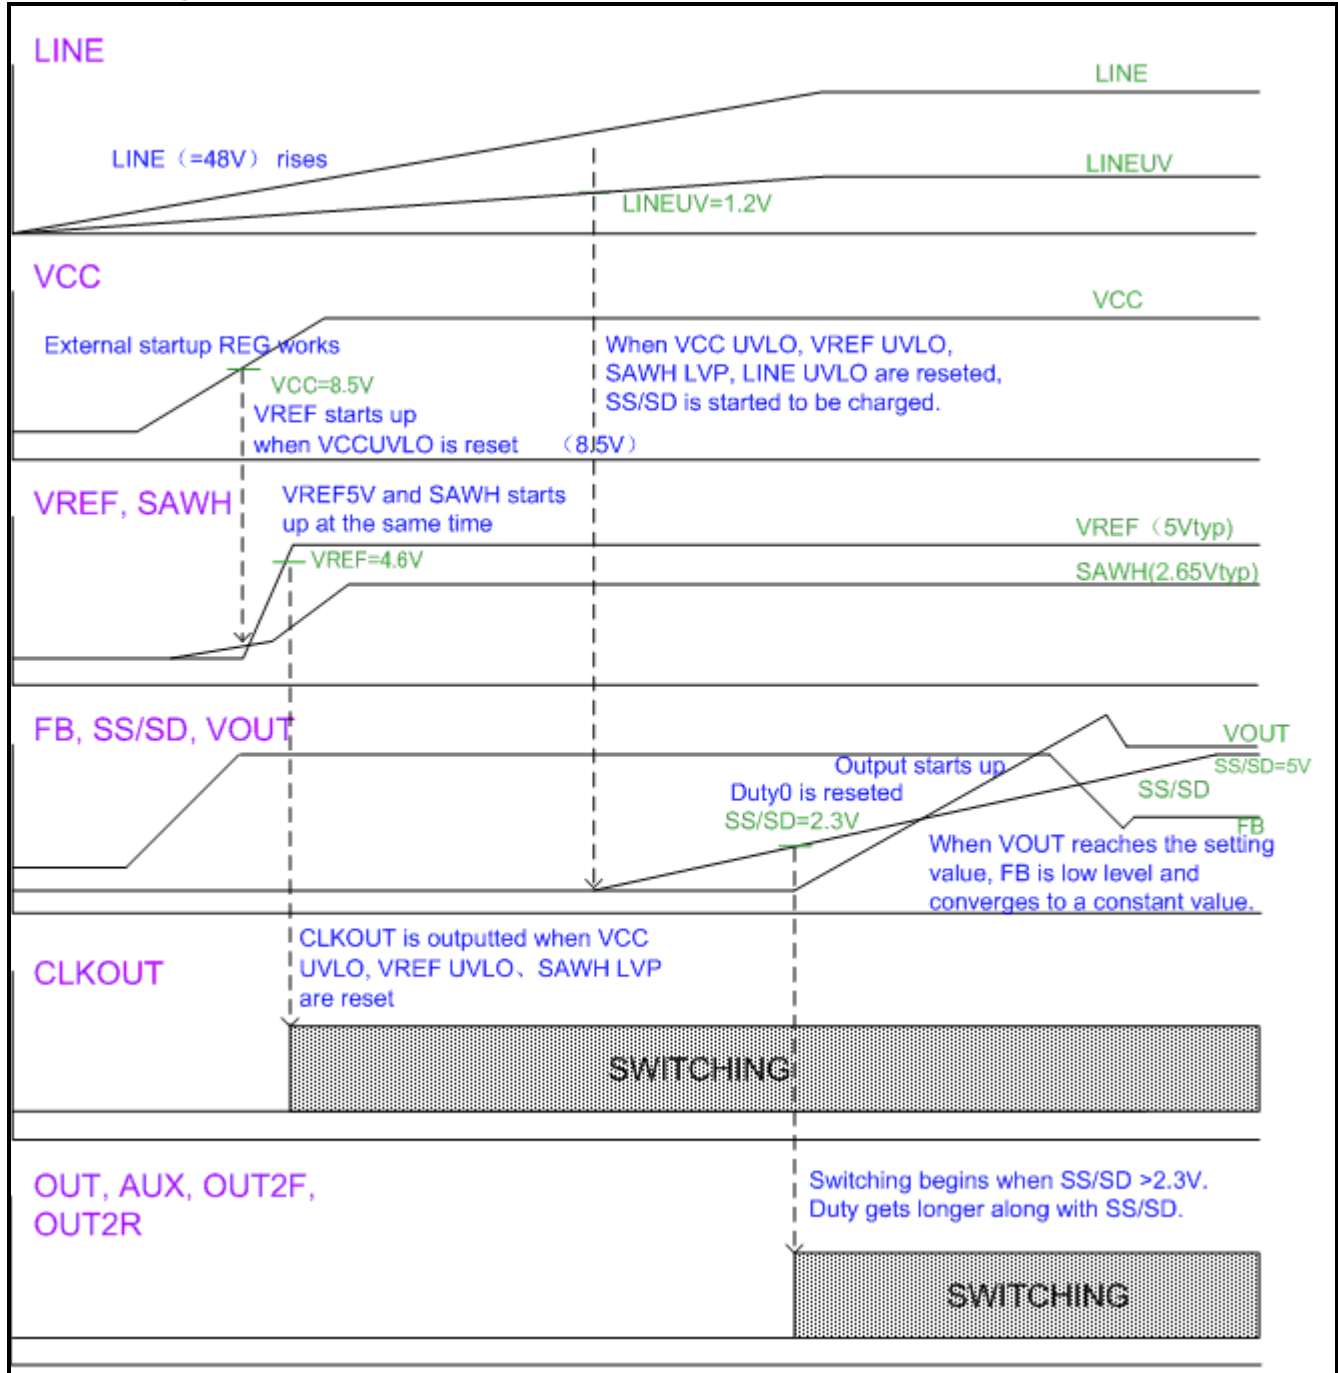 LINE
LINE
LINE（=48V） rises
LINEUV
LINEUV=1.2V
VCC
VCC
External startup REG works
VCC=8.5V
VREF starts up
when VCCUVLO is reset （8.5V）
When VCC UVLO, VREF UVLO,
SAWH LVP, LINE UVLO are reseted,
SS/SD is started to be charged.
VREF, SAWH
VREF5V and SAWH starts
up at the same time
VREF=4.6V
VREF（5Vtyp)
SAWH(2.65Vtyp)
FB, SS/SD, VOUT
VOUT
Output starts up
SS/SD=5V
Duty0 is reseted
SS/SD
SS/SD=2.3V
FB
When VOUT reaches the setting
value, FB is low level and
converges to a constant value.
CLKOUT
CLKOUT is outputted when VCC
UVLO, VREF UVLO、SAWH LVP
are reset
SWITCHING
OUT, AUX, OUT2F,
OUT2R
Switching begins when SS/SD >2.3V.
Duty gets longer along with SS/SD.
SWITCHING